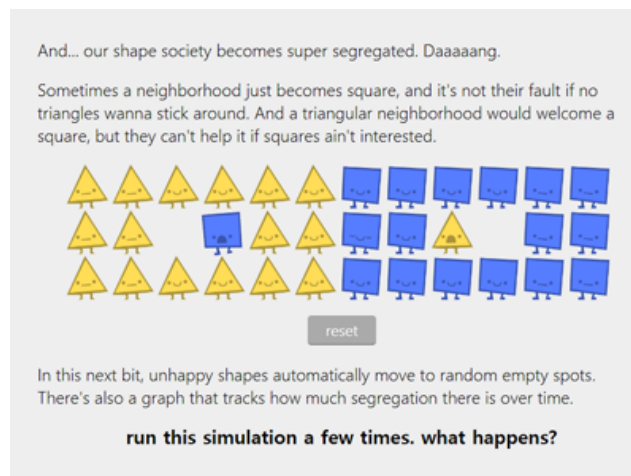 And... our shape society becomes super segregated. Daaaaang.
Sometimes a neighborhood just becomes square, and it's not their fault if no
triangles wanna stick around. And a triangular neighborhood would welcome a
square, but they can't help it if squares ain't interested.
reset
In this next bit, unhappy shapes automatically move to random empty spots.
There's also a graph that tracks how much segregation there is over time.
run this simulation a few times. what happens?